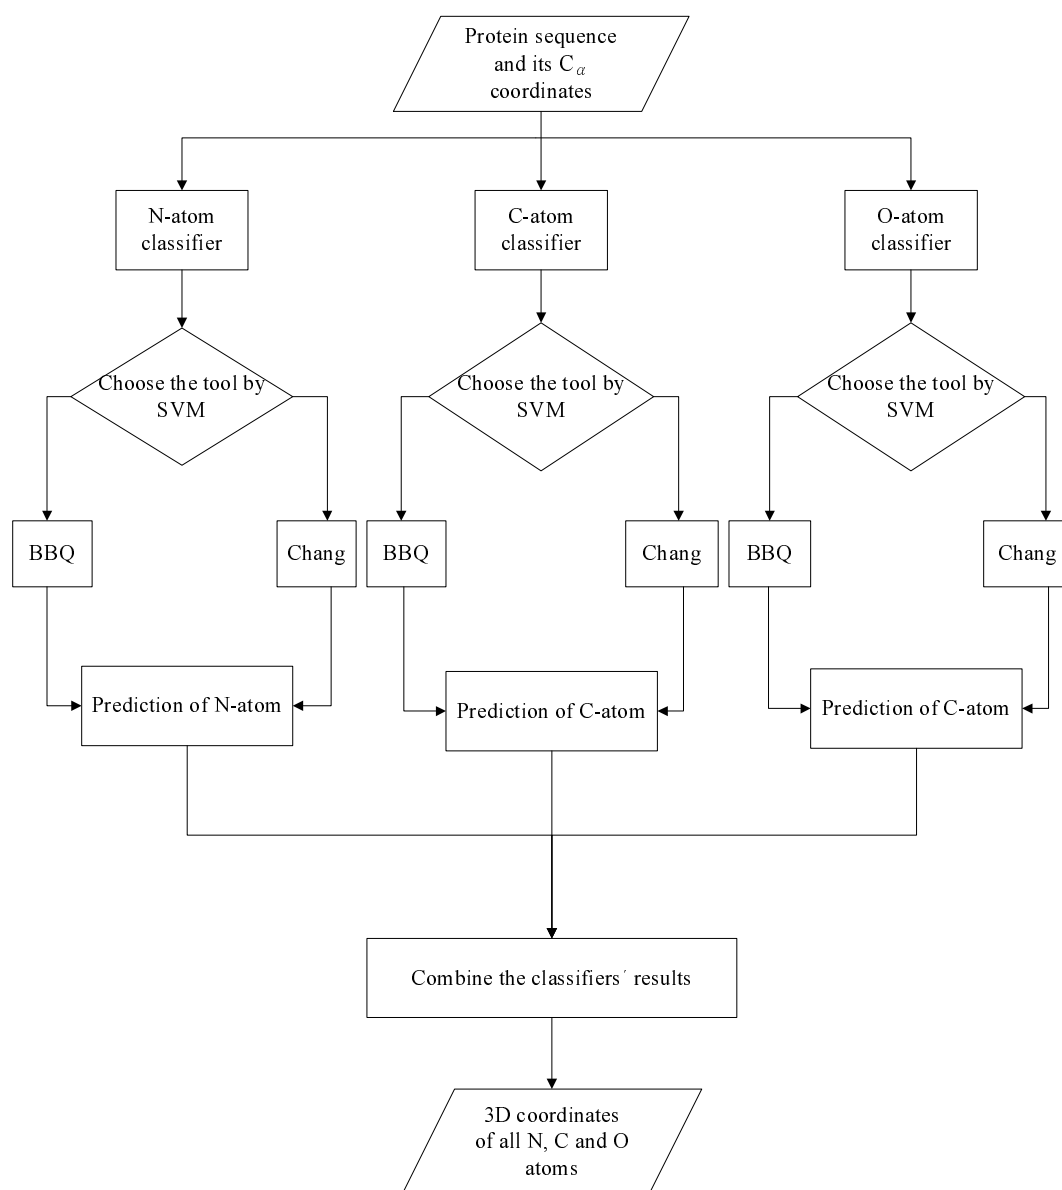 Protein sequence
and its Cα
coordinates
N-atom
classifier
C-atom
classifier
O-atom
classifier
Choose the tool by
SVM
Choose the tool by
SVM
Choose the tool by
SVM
BBQ
Chang
BBQ
Chang
BBQ
Chang
Prediction of N-atom
Prediction of C-atom
Prediction of C-atom
Combine the classifiers′ results
3D coordinates
of all N, C and O
atoms